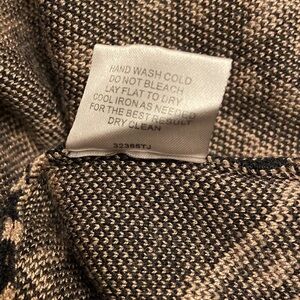 HAND WASH COLD
DO NOT BLEACH
LAY FLAT TO DRY
COOL IRON AS NEEDED
FOR THE BEST RESULT
DRY CLEAN
32386TJ